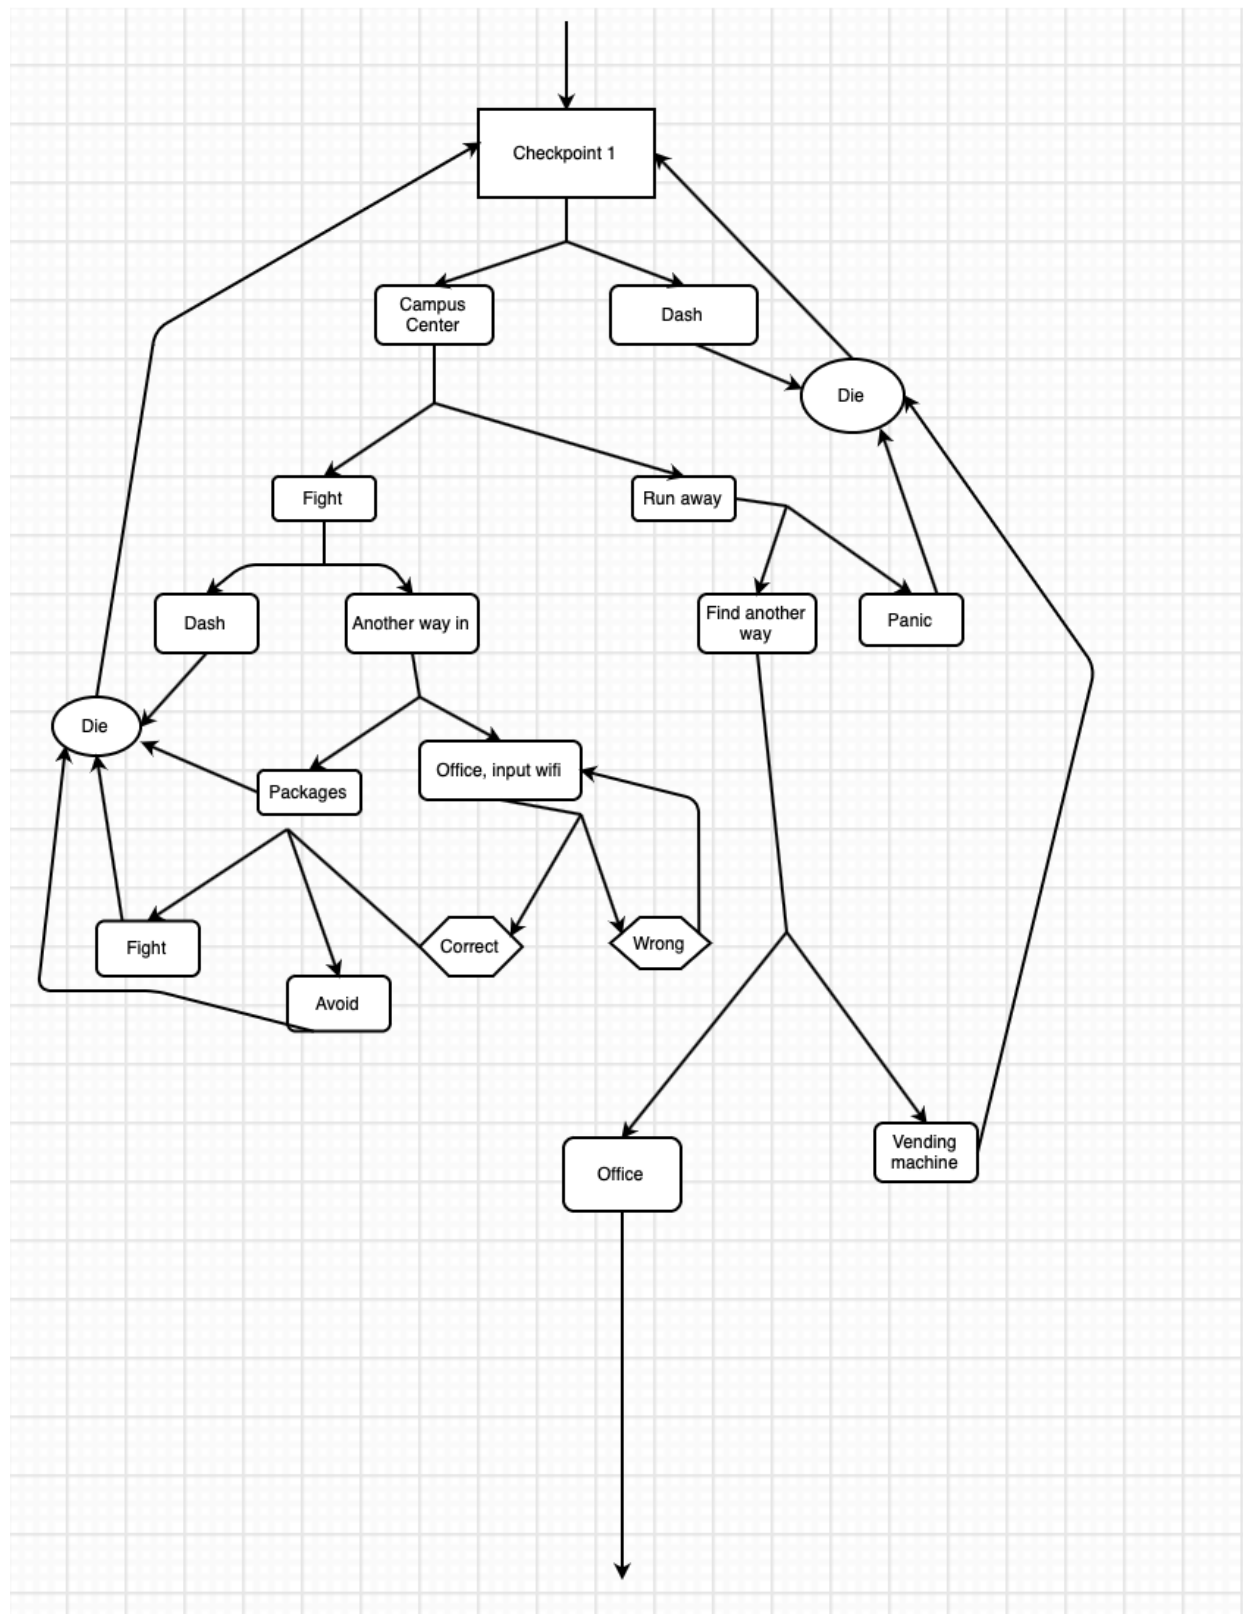 Checkpoint 1
Campus
Center
Dash
Die
Fight
Run away
Dash
Another way in
Find another
way
Panic
Die
Office, input wifi
Packages
Fight
Correct
Wrong
Avoid
Office
Vending
machine